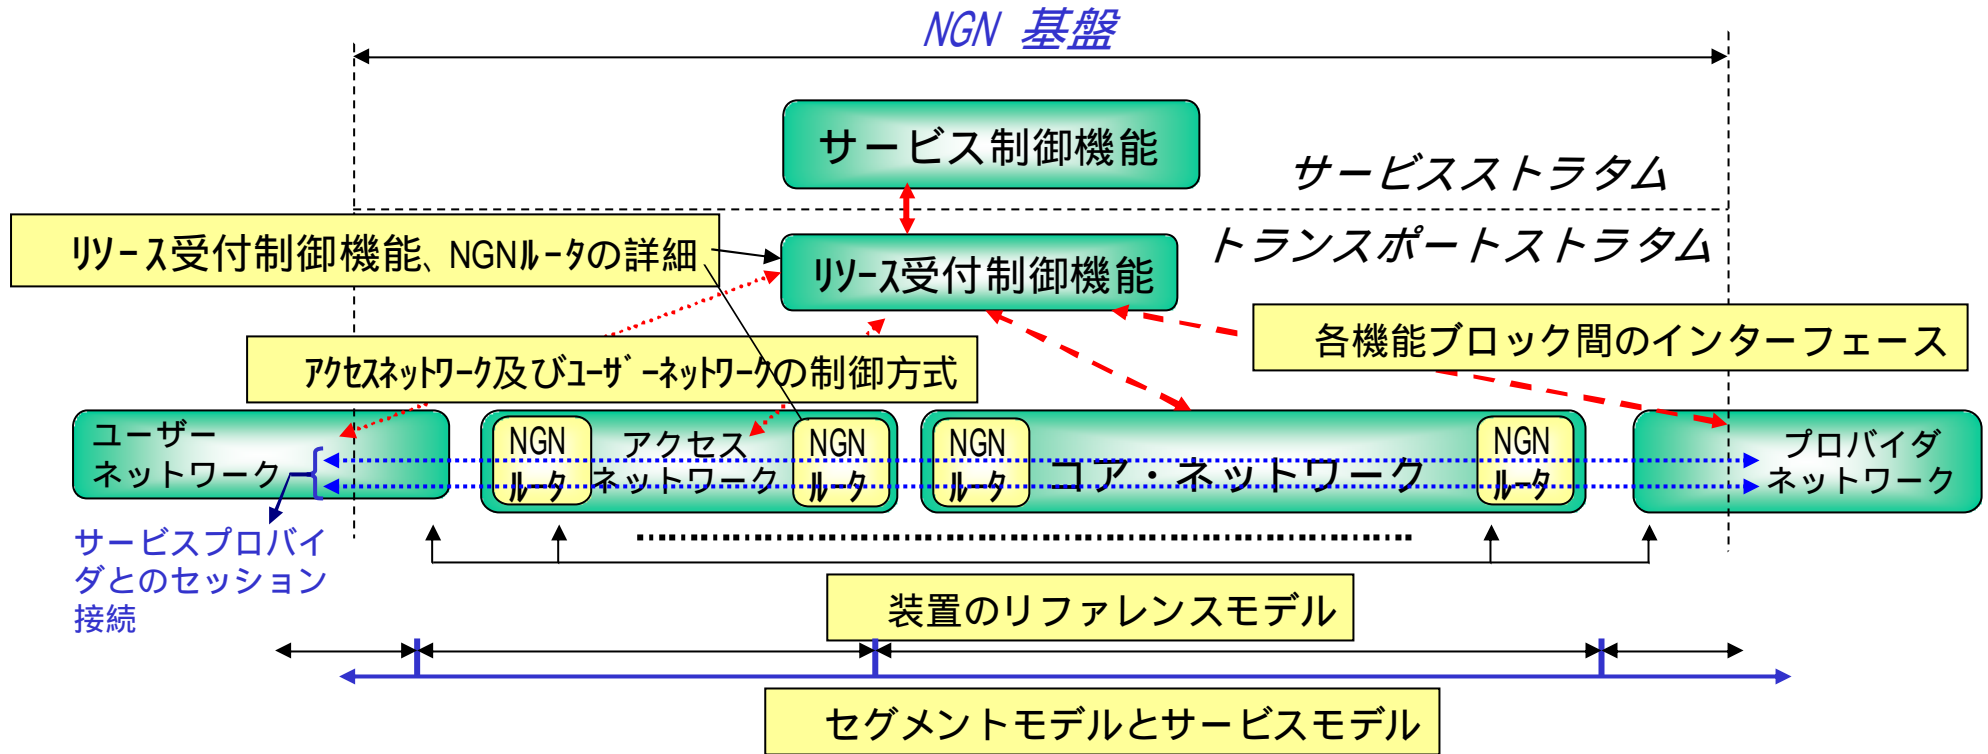 NGN 基盤
サービス制御機能
サービスストラタム
トランスポートストラタム
ﾘｿｰｽ受付制御機能、NGNﾙｰﾀの詳細
ﾘｿｰｽ受付制御機能
各機能ブロック間のインターフェース
ｱｸｾｽﾈｯﾄﾜｰｸ及びﾕｰｻﾞｰﾈｯﾄﾜｰｸの制御方式
ユーザー
ネットワーク
NGN
ﾙｰﾀ
アクセス
ネットワーク
NGN
ﾙｰﾀ
NGN
ﾙｰﾀ
コア・ネットワーク
NGN
ﾙｰﾀ
プロバイダ
ネットワーク
サービスプロバイ
ダとのセッション
接続
装置のリファレンスモデル
セグメントモデルとサービスモデル